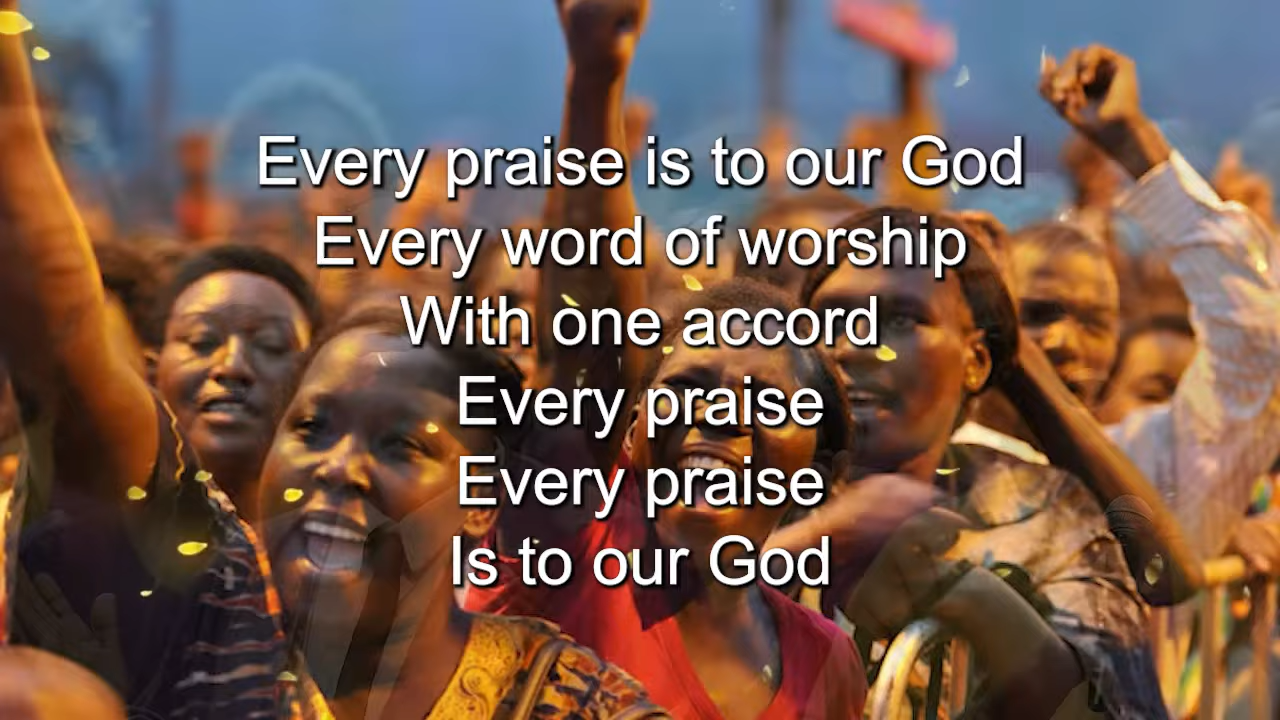 Every praise is to our God
Every word of worship
With one accord
Every praise
Every praise
Is to our God